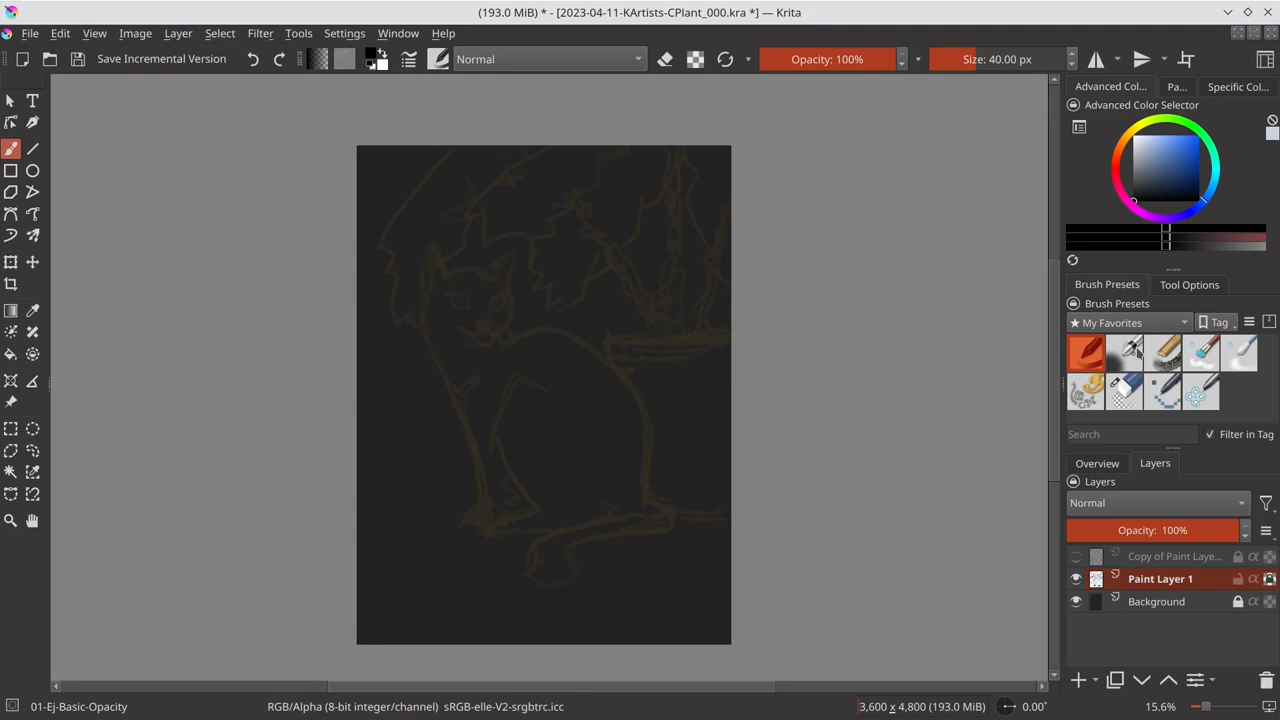 (193.0 MiB) * - [2023-04-11-KArtists-CPlant_000.kra *] — Krita
File Edit View Image Layer Select Filter Tools Settings Window Help
Save Incremental Version Normal Opacity: 100% Size: 40.00 px
Advanced Col... Pa... Specific Col...
Advanced Color Selector
Brush Presets Tool Options
Brush Presets
★ My Favorites Tag
Search Filter in Tag
Overview Layers
Layers
Normal
Opacity: 100%
Copy of Paint Laye...
Paint Layer 1
Background
01-Ej-Basic-Opacity RGB/Alpha (8-bit integer/channel) sRGB-elle-V2-srgbtrc.icc 3,600 x 4,800 (193.0 MiB) 0.00° 15.6%